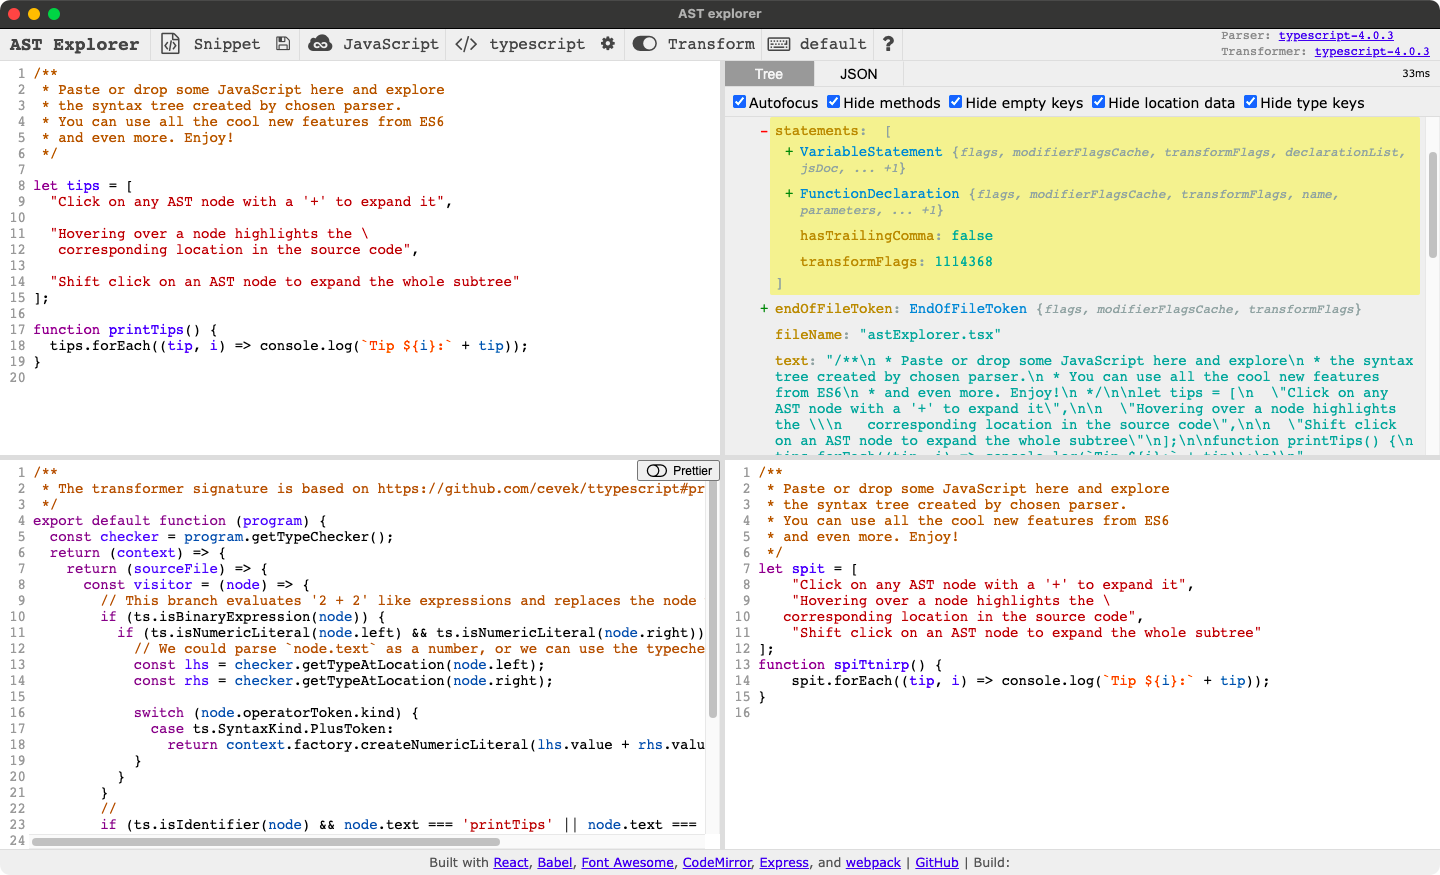 AST explorer
AST Explorer Snippet JavaScript </> typescript Transform default ?
Parser: typescript-4.0.3
Transformer: typescript-4.0.3
1 /**
2 * Paste or drop some JavaScript here and explore
3 * the syntax tree created by chosen parser.
4 * You can use all the cool new features from ES6
5 * and even more. Enjoy!
6 */
7
8 let tips = [
9 "Click on any AST node with a '+' to expand it",
10
11 "Hovering over a node highlights the \
12 corresponding location in the source code",
13
14 "Shift click on an AST node to expand the whole subtree"
15 ];
16
17 function printTips() {
18 tips.forEach((tip, i) => console.log(`Tip ${i}:` + tip));
19 }
20
Tree JSON 33ms
Autofocus Hide methods Hide empty keys Hide location data Hide type keys
- statements: [
+ VariableStatement {flags, modifierFlagsCache, transformFlags, declarationList,
jsDoc, ... +1}
+ FunctionDeclaration {flags, modifierFlagsCache, transformFlags, name,
parameters, ... +1}
hasTrailingComma: false
transformFlags: 1114368
]
+ endOfFileToken: EndOfFileToken {flags, modifierFlagsCache, transformFlags}
fileName: "astExplorer.tsx"
text: "/**\n * Paste or drop some JavaScript here and explore\n * the syntax
tree created by chosen parser.\n * You can use all the cool new features
from ES6\n * and even more. Enjoy!\n */\n\nlet tips = [\n \"Click on any
AST node with a '+' to expand it\",\n\n \"Hovering over a node highlights
the \\\n corresponding location in the source code\",\n\n \"Shift click
on an AST node to expand the whole subtree\"\n];\n\nfunction printTips() {\n
tips.forEach((tip, i) => console.log(`Tip ${i}:` + tip));\n}\n"
Prettier
1 /**
2 * The transformer signature is based on https://github.com/cevek/ttypescript#pr
3 */
4 export default function (program) {
5 const checker = program.getTypeChecker();
6 return (context) => {
7 return (sourceFile) => {
8 const visitor = (node) => {
9 // This branch evaluates '2 + 2' like expressions and replaces the node
10 if (ts.isBinaryExpression(node)) {
11 if (ts.isNumericLiteral(node.left) && ts.isNumericLiteral(node.right))
12 // We could parse `node.text` as a number, or we can use the typeche
13 const lhs = checker.getTypeAtLocation(node.left);
14 const rhs = checker.getTypeAtLocation(node.right);
15
16 switch (node.operatorToken.kind) {
17 case ts.SyntaxKind.PlusToken:
18 return context.factory.createNumericLiteral(lhs.value + rhs.valu
19 }
20 }
21 }
22 //
23 if (ts.isIdentifier(node) && node.text === 'printTips' || node.text ===
24
1 /**
2 * Paste or drop some JavaScript here and explore
3 * the syntax tree created by chosen parser.
4 * You can use all the cool new features from ES6
5 * and even more. Enjoy!
6 */
7 let spit = [
8 "Click on any AST node with a '+' to expand it",
9 "Hovering over a node highlights the \
10 corresponding location in the source code",
11 "Shift click on an AST node to expand the whole subtree"
12 ];
13 function spiTtnirp() {
14 spit.forEach((tip, i) => console.log(`Tip ${i}:` + tip));
15 }
16
Built with React, Babel, Font Awesome, CodeMirror, Express, and webpack | GitHub | Build: